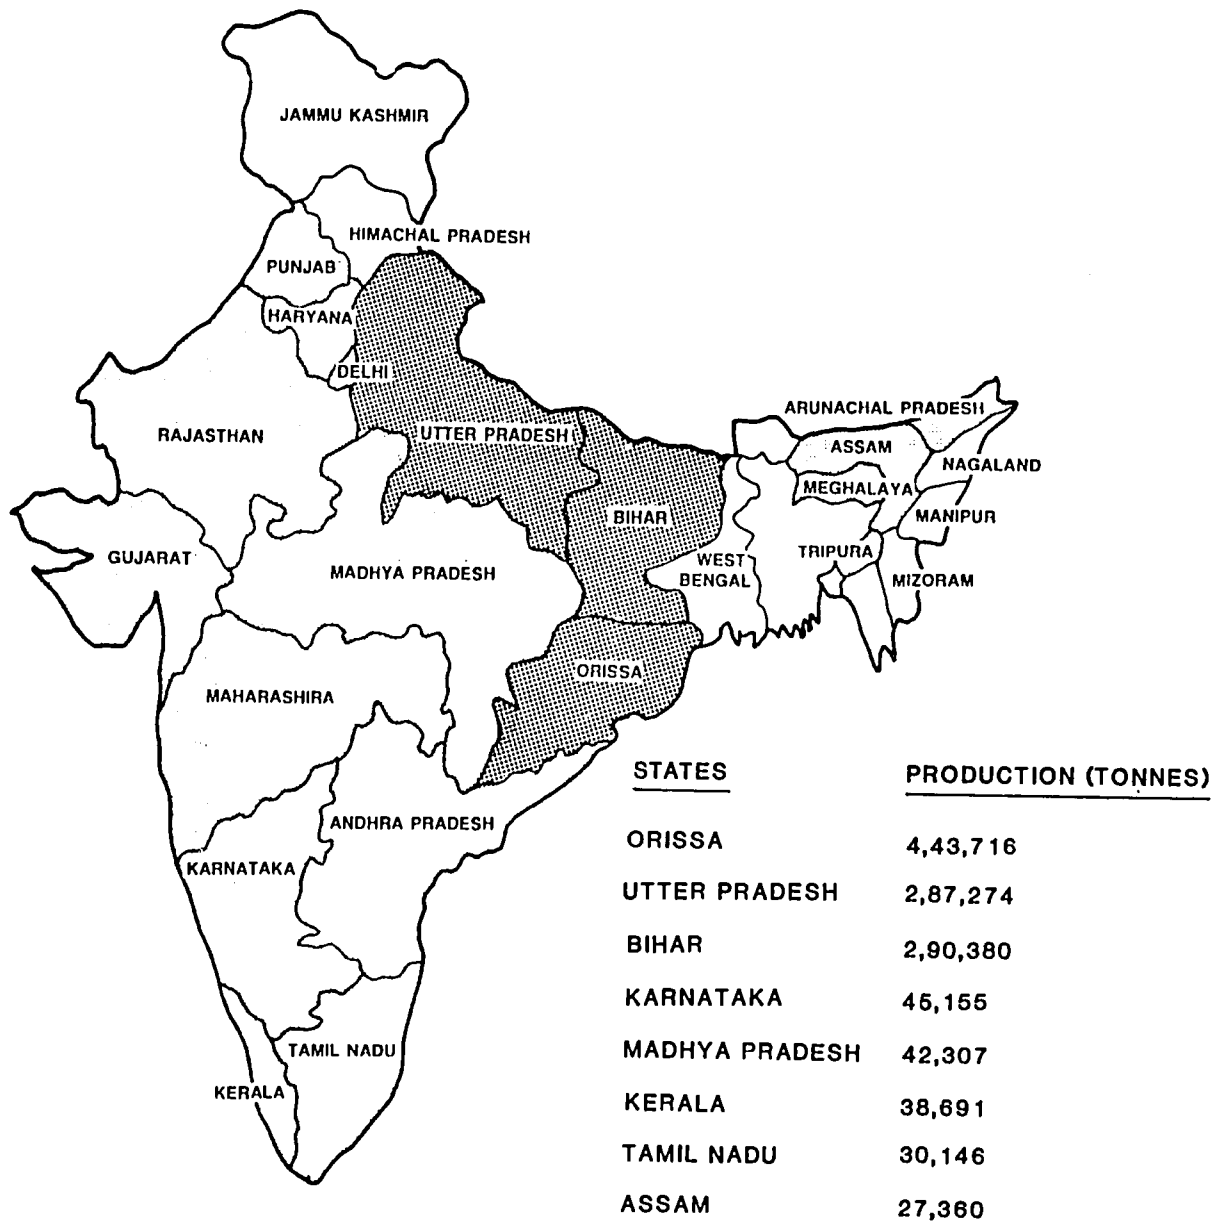 JAMMU KASHMIR
HIMACHAL PRADESH
PUNJAB
HARYANA
DELHI
RAJASTHAN
UTTER PRADESH
ARUNACHAL PRADESH
ASSAM
NAGALAND
MEGHALAYA
MANIPUR
BIHAR
GUJARAT
MADHYA PRADESH
WEST
BENGAL
TRIPURA
MIZORAM
ORISSA
MAHARASHIRA
ANDHRA PRADESH
KARNATAKA
TAMIL NADU
KERALA
STATES PRODUCTION (TONNES)
ORISSA 4,43,716
UTTER PRADESH 2,87,274
BIHAR 2,90,380
KARNATAKA 45,155
MADHYA PRADESH 42,307
KERALA 38,691
TAMIL NADU 30,146
ASSAM 27,360